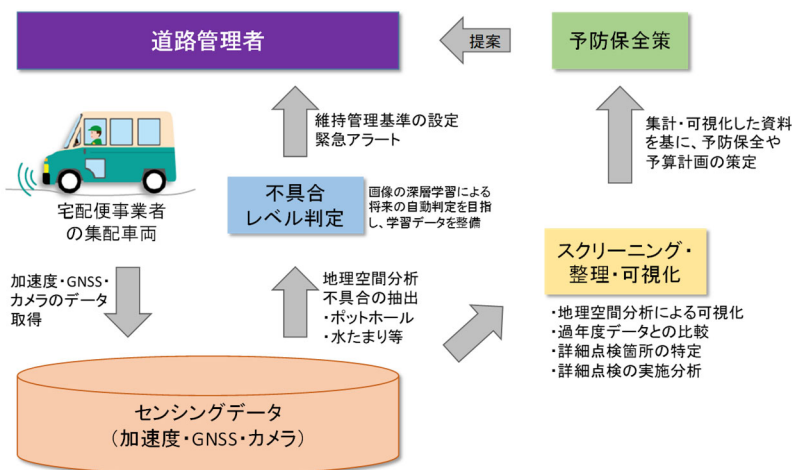 道路管理者
提案
予防保全策
維持管理基準の設定
緊急アラート
集計・可視化した資料
を基に、予防保全や
予算計画の策定
宅配便事業者
の集配車両
不具合
レベル判定
画像の深層学習による
将来の自動判定を目指
し、学習データを整備
スクリーニング・
整理・可視化
加速度・GNSS・
カメラのデータ
取得
地理空間分析
不具合の抽出
・ポットホール
・水たまり等
・地理空間分析による可視化
・過年度データとの比較
・詳細点検箇所の特定
・詳細点検の実施分析
センシングデータ
（加速度・GNSS・カメラ）